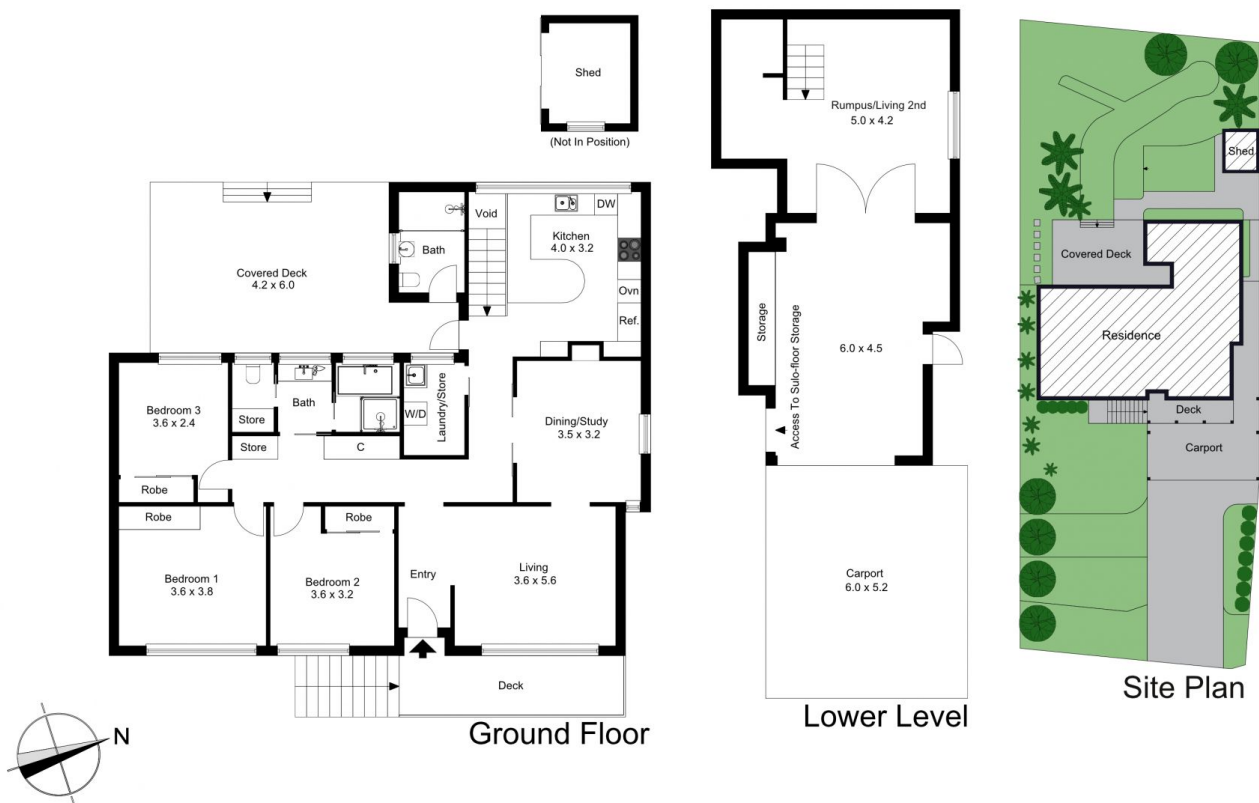 Shed
(Not In Position)
Void
DW
Kitchen
4.0 x 3.2
Bath
Covered Deck
4.2 x 6.0
Ovn
Ref.
Bedroom 3
3.6 x 2.4
Store
Bath
W/D
Laundry/Store
Dining/Study
3.5 x 3.2
Store
C
Robe
Robe
Robe
Bedroom 1
3.6 x 3.8
Bedroom 2
3.6 x 3.2
Entry
Living
3.6 x 5.6
Deck
Ground Floor
N
Rumpus/Living 2nd
5.0 x 4.2
Storage
Access To Sulo-floor Storage
6.0 x 4.5
Carport
6.0 x 5.2
Lower Level
Shed
Covered Deck
Residence
Deck
Carport
Site Plan